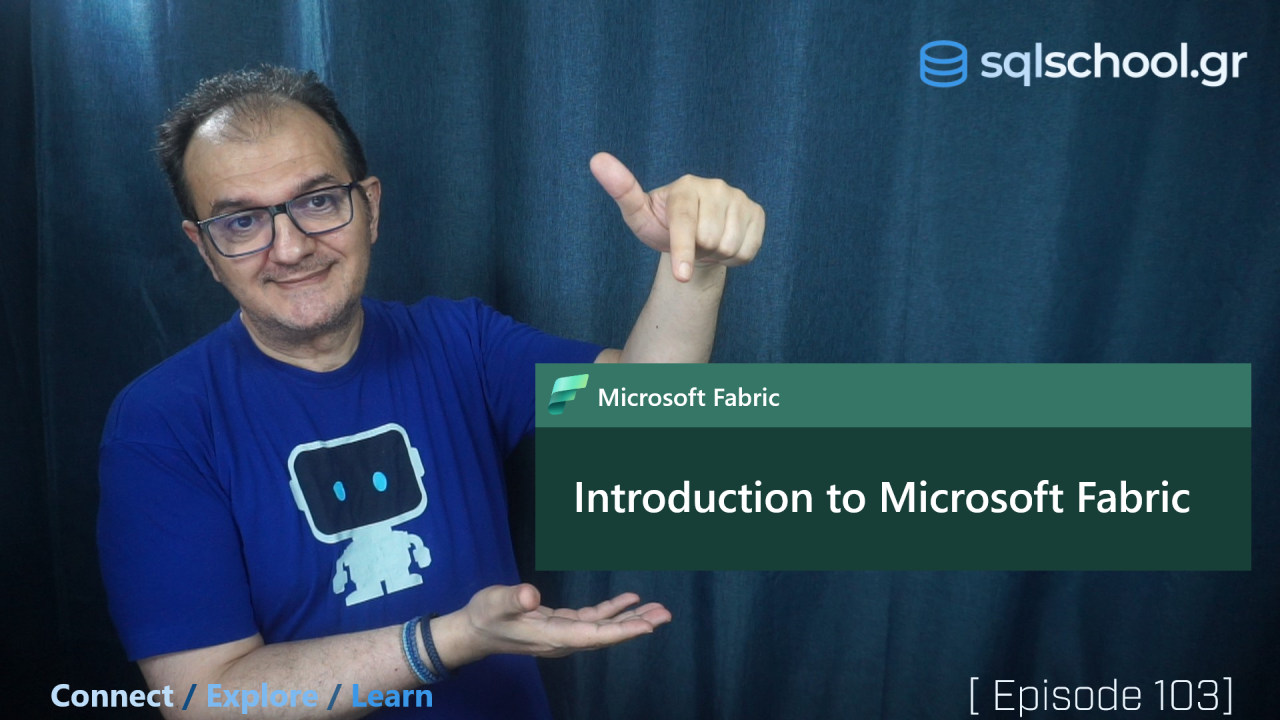 sqlschool.gr
Microsoft Fabric
Introduction to Microsoft Fabric
Connect / Explore / Learn
[ Episode 103]